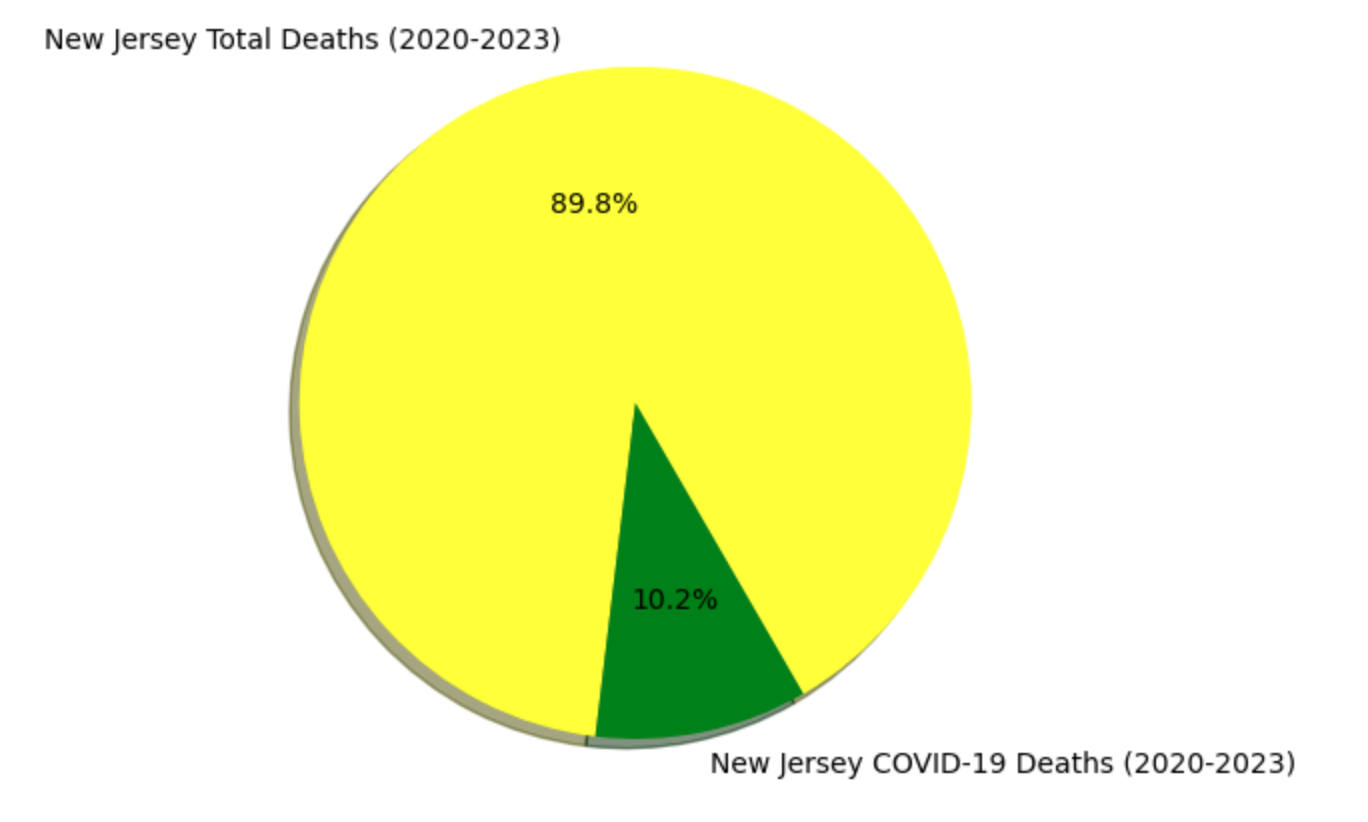 New Jersey Total Deaths (2020-2023)
89.8%
10.2%
New Jersey COVID-19 Deaths (2020-2023)